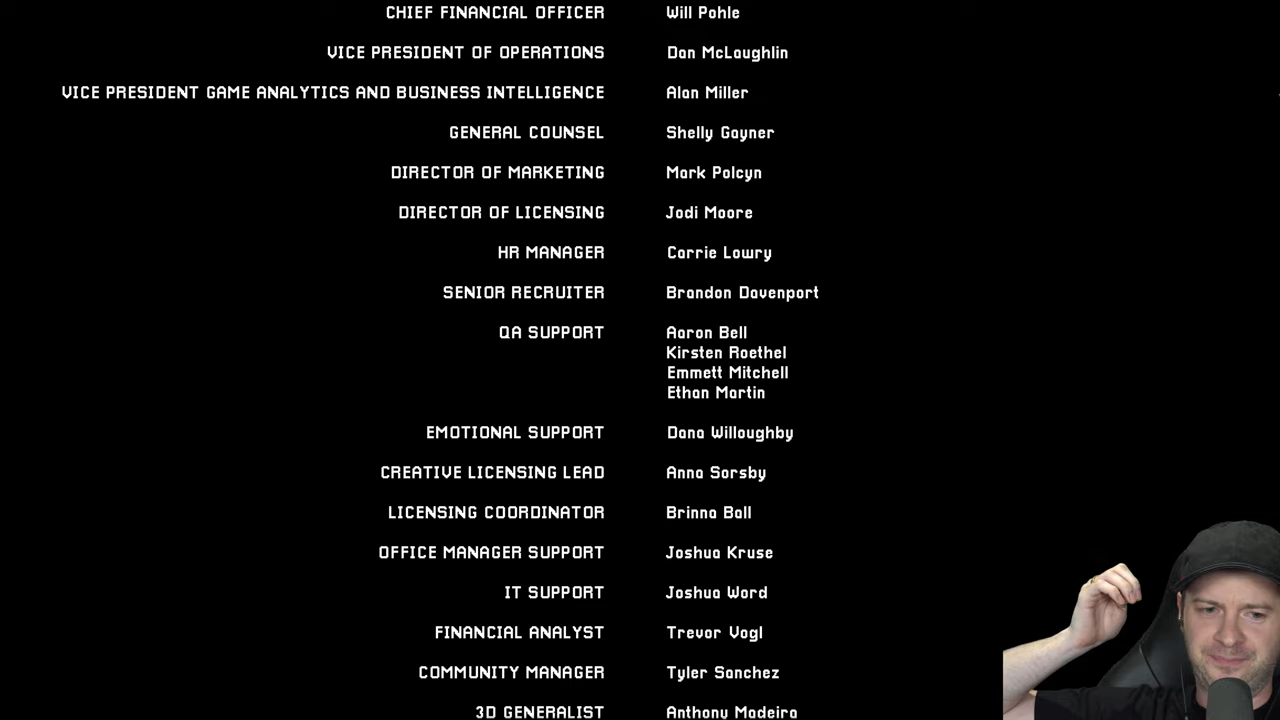 CHIEF FINANCIAL OFFICER Will Pohle
VICE PRESIDENT OF OPERATIONS Dan McLaughlin
VICE PRESIDENT GAME ANALYTICS AND BUSINESS INTELLIGENCE Alan Miller
GENERAL COUNSEL Shelly Gayner
DIRECTOR OF MARKETING Mark Polcyn
DIRECTOR OF LICENSING Jodi Moore
HR MANAGER Carrie Lowry
SENIOR RECRUITER Brandon Davenport
QA SUPPORT Aaron Bell
Kirsten Roethel
Emmett Mitchell
Ethan Martin
EMOTIONAL SUPPORT Dana Willoughby
CREATIVE LICENSING LEAD Anna Sorsby
LICENSING COORDINATOR Brinna Ball
OFFICE MANAGER SUPPORT Joshua Kruse
IT SUPPORT Joshua Word
FINANCIAL ANALYST Trevor Vogl
COMMUNITY MANAGER Tyler Sanchez
3D GENERALIST Anthony Madeira